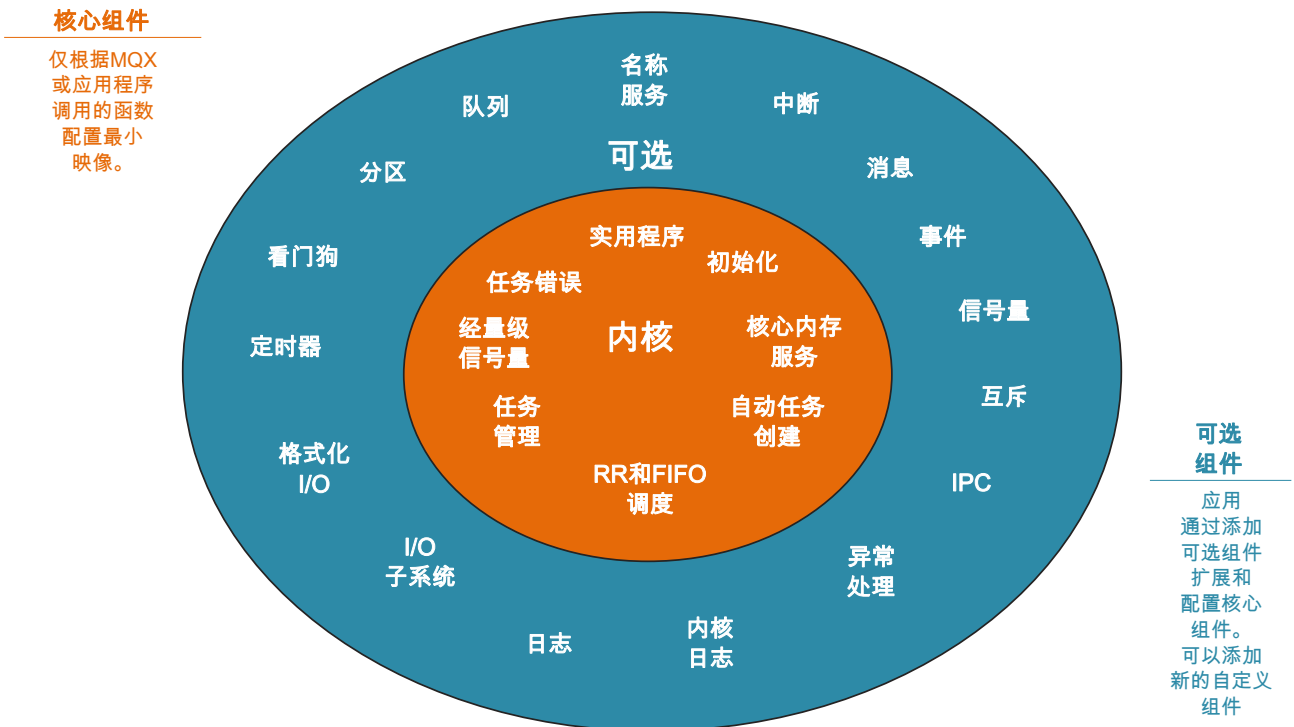 核心组件
仅根据MQX
或应用程序
调用的函数
配置最小
映像。
名称
服务
队列
中断
可选
分区
消息
看门狗
事件
定时器
信号量
互斥
格式化
I/O
IPC
I/O
子系统
异常
处理
日志
内核
日志
实用程序
初始化
任务错误
经量级
信号量
内核
核心内存
服务
任务
管理
自动任务
创建
RR和FIFO
调度
可选
组件
应用
通过添加
可选组件
扩展和
配置核心
组件。
可以添加
新的自定义
组件